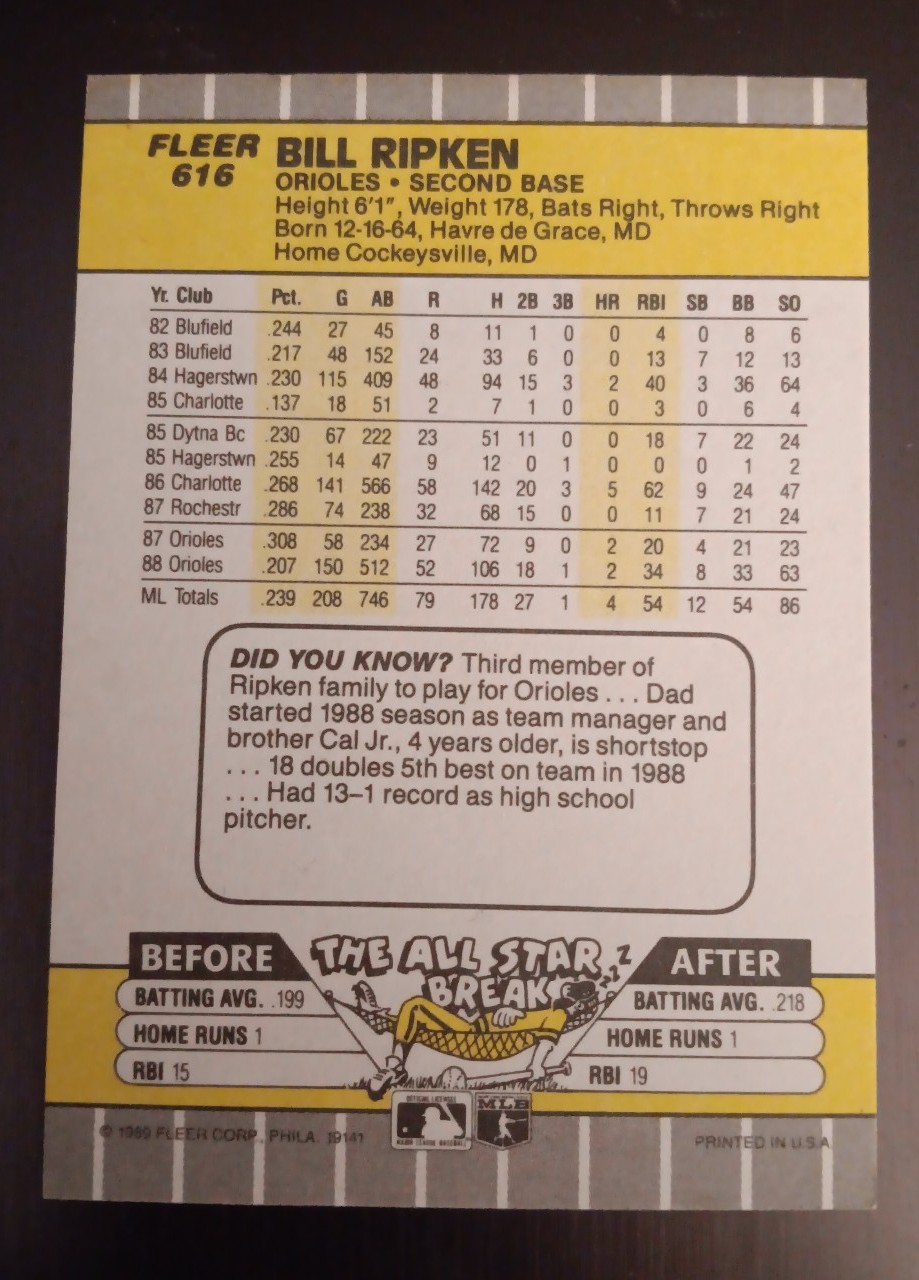 FLEER BILL RIPKEN
616
ORIOLES • SECOND BASE
Height 6'1", Weight 178, Bats Right, Throws Right
Born 12-16-64, Havre de Grace, MD
Home Cockeysville, MD
Yr. Club Pct. G AB R H 2B 3B HR RBI SB BB SO
82 Blufield .244 27 45 8 11 1 0 0 4 0 8 6
83 Blufield .217 48 152 24 33 6 0 0 13 7 12 13
84 Hagerstwn .230 115 409 48 94 15 3 2 40 3 36 64
85 Charlotte .137 18 51 2 7 1 0 0 3 0 6 4
85 Dytna Bc .230 67 222 23 51 11 0 0 18 7 22 24
85 Hagerstwn .255 14 47 9 12 0 1 0 0 0 1 2
86 Charlotte .268 141 566 58 142 20 3 5 62 9 24 47
87 Rochestr .286 74 238 32 68 15 0 0 11 7 21 24
87 Orioles .308 58 234 27 72 9 0 2 20 4 21 23
88 Orioles .207 150 512 52 106 18 1 2 34 8 33 63
ML Totals .239 208 746 79 178 27 1 4 54 12 54 86
DID YOU KNOW? Third member of
Ripken family to play for Orioles . . . Dad
started 1988 season as team manager and
brother Cal Jr., 4 years older, is shortstop
. . . 18 doubles 5th best on team in 1988
. . . Had 13–1 record as high school
pitcher.
THE ALL STAR
BREAK
Z Z Z Z
BEFORE
BATTING AVG. .199
HOME RUNS 1
RBI 15
AFTER
BATTING AVG. .218
HOME RUNS 1
RBI 19
OFFICIAL LICENSEE
MAJOR LEAGUE BASEBALL
MLB
© 1989 FLEER CORP., PHILA. 19141
PRINTED IN U.S.A.